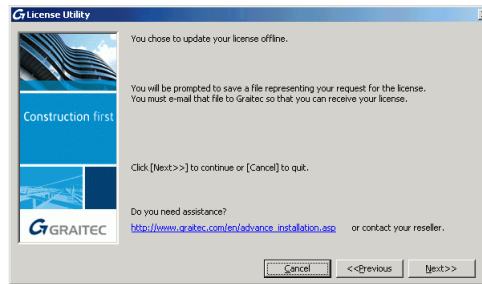 License Utility
You chose to update your license offline.
You will be prompted to save a file representing your request for the license.
You must e-mail that file to Graitec so that you can receive your license.
Construction first
Click [Next>>] to continue or [Cancel] to quit.
Do you need assistance?
http://www.graitec.com/en/advance_installation.asp or contact your reseller.
GRAITEC
Cancel <<Previous Next>>